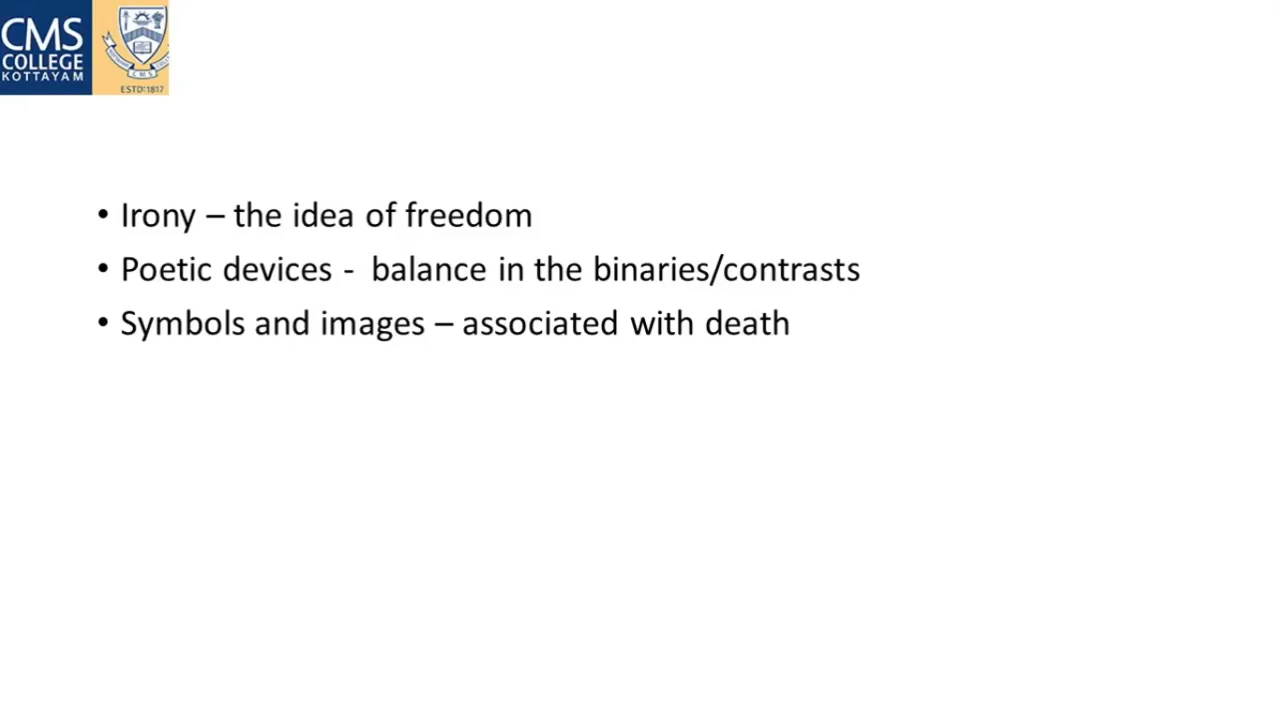 CMS
COLLEGE
KOTTAYAM
CMS
ESTD:1817
• Irony – the idea of freedom
• Poetic devices -  balance in the binaries/contrasts
• Symbols and images – associated with death